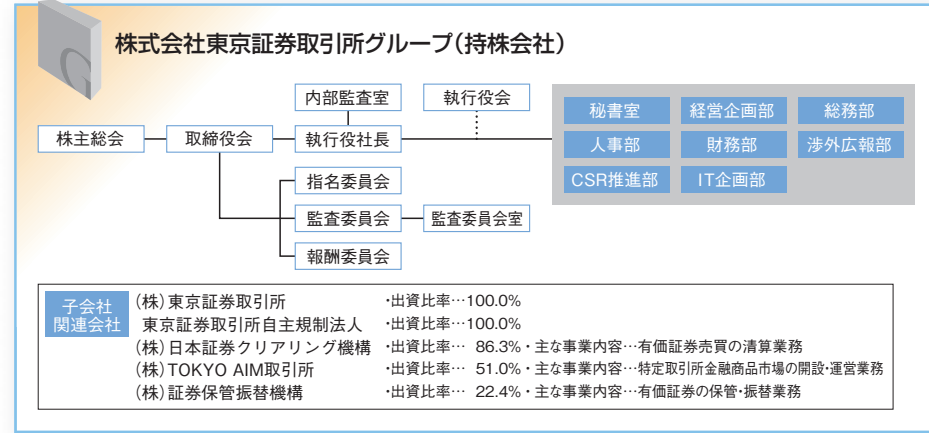 株式会社東京証券取引所グループ(持株会社)
内部監査室
執行役会
株主総会
取締役会
執行役社長
指名委員会
監査委員会
監査委員会室
報酬委員会
秘書室 経営企画部 総務部
人事部 財務部 渉外広報部
CSR推進部 IT企画部
子会社
関連会社
(株)東京証券取引所 ・出資比率…100.0%
東京証券取引所自主規制法人 ・出資比率…100.0%
(株)日本証券クリアリング機構 ・出資比率… 86.3%・主な事業内容…有価証券売買の清算業務
(株)TOKYO AIM取引所 ・出資比率… 51.0%・主な事業内容…特定取引所金融商品市場の開設・運営業務
(株)証券保管振替機構 ・出資比率… 22.4%・主な事業内容…有価証券の保管・振替業務